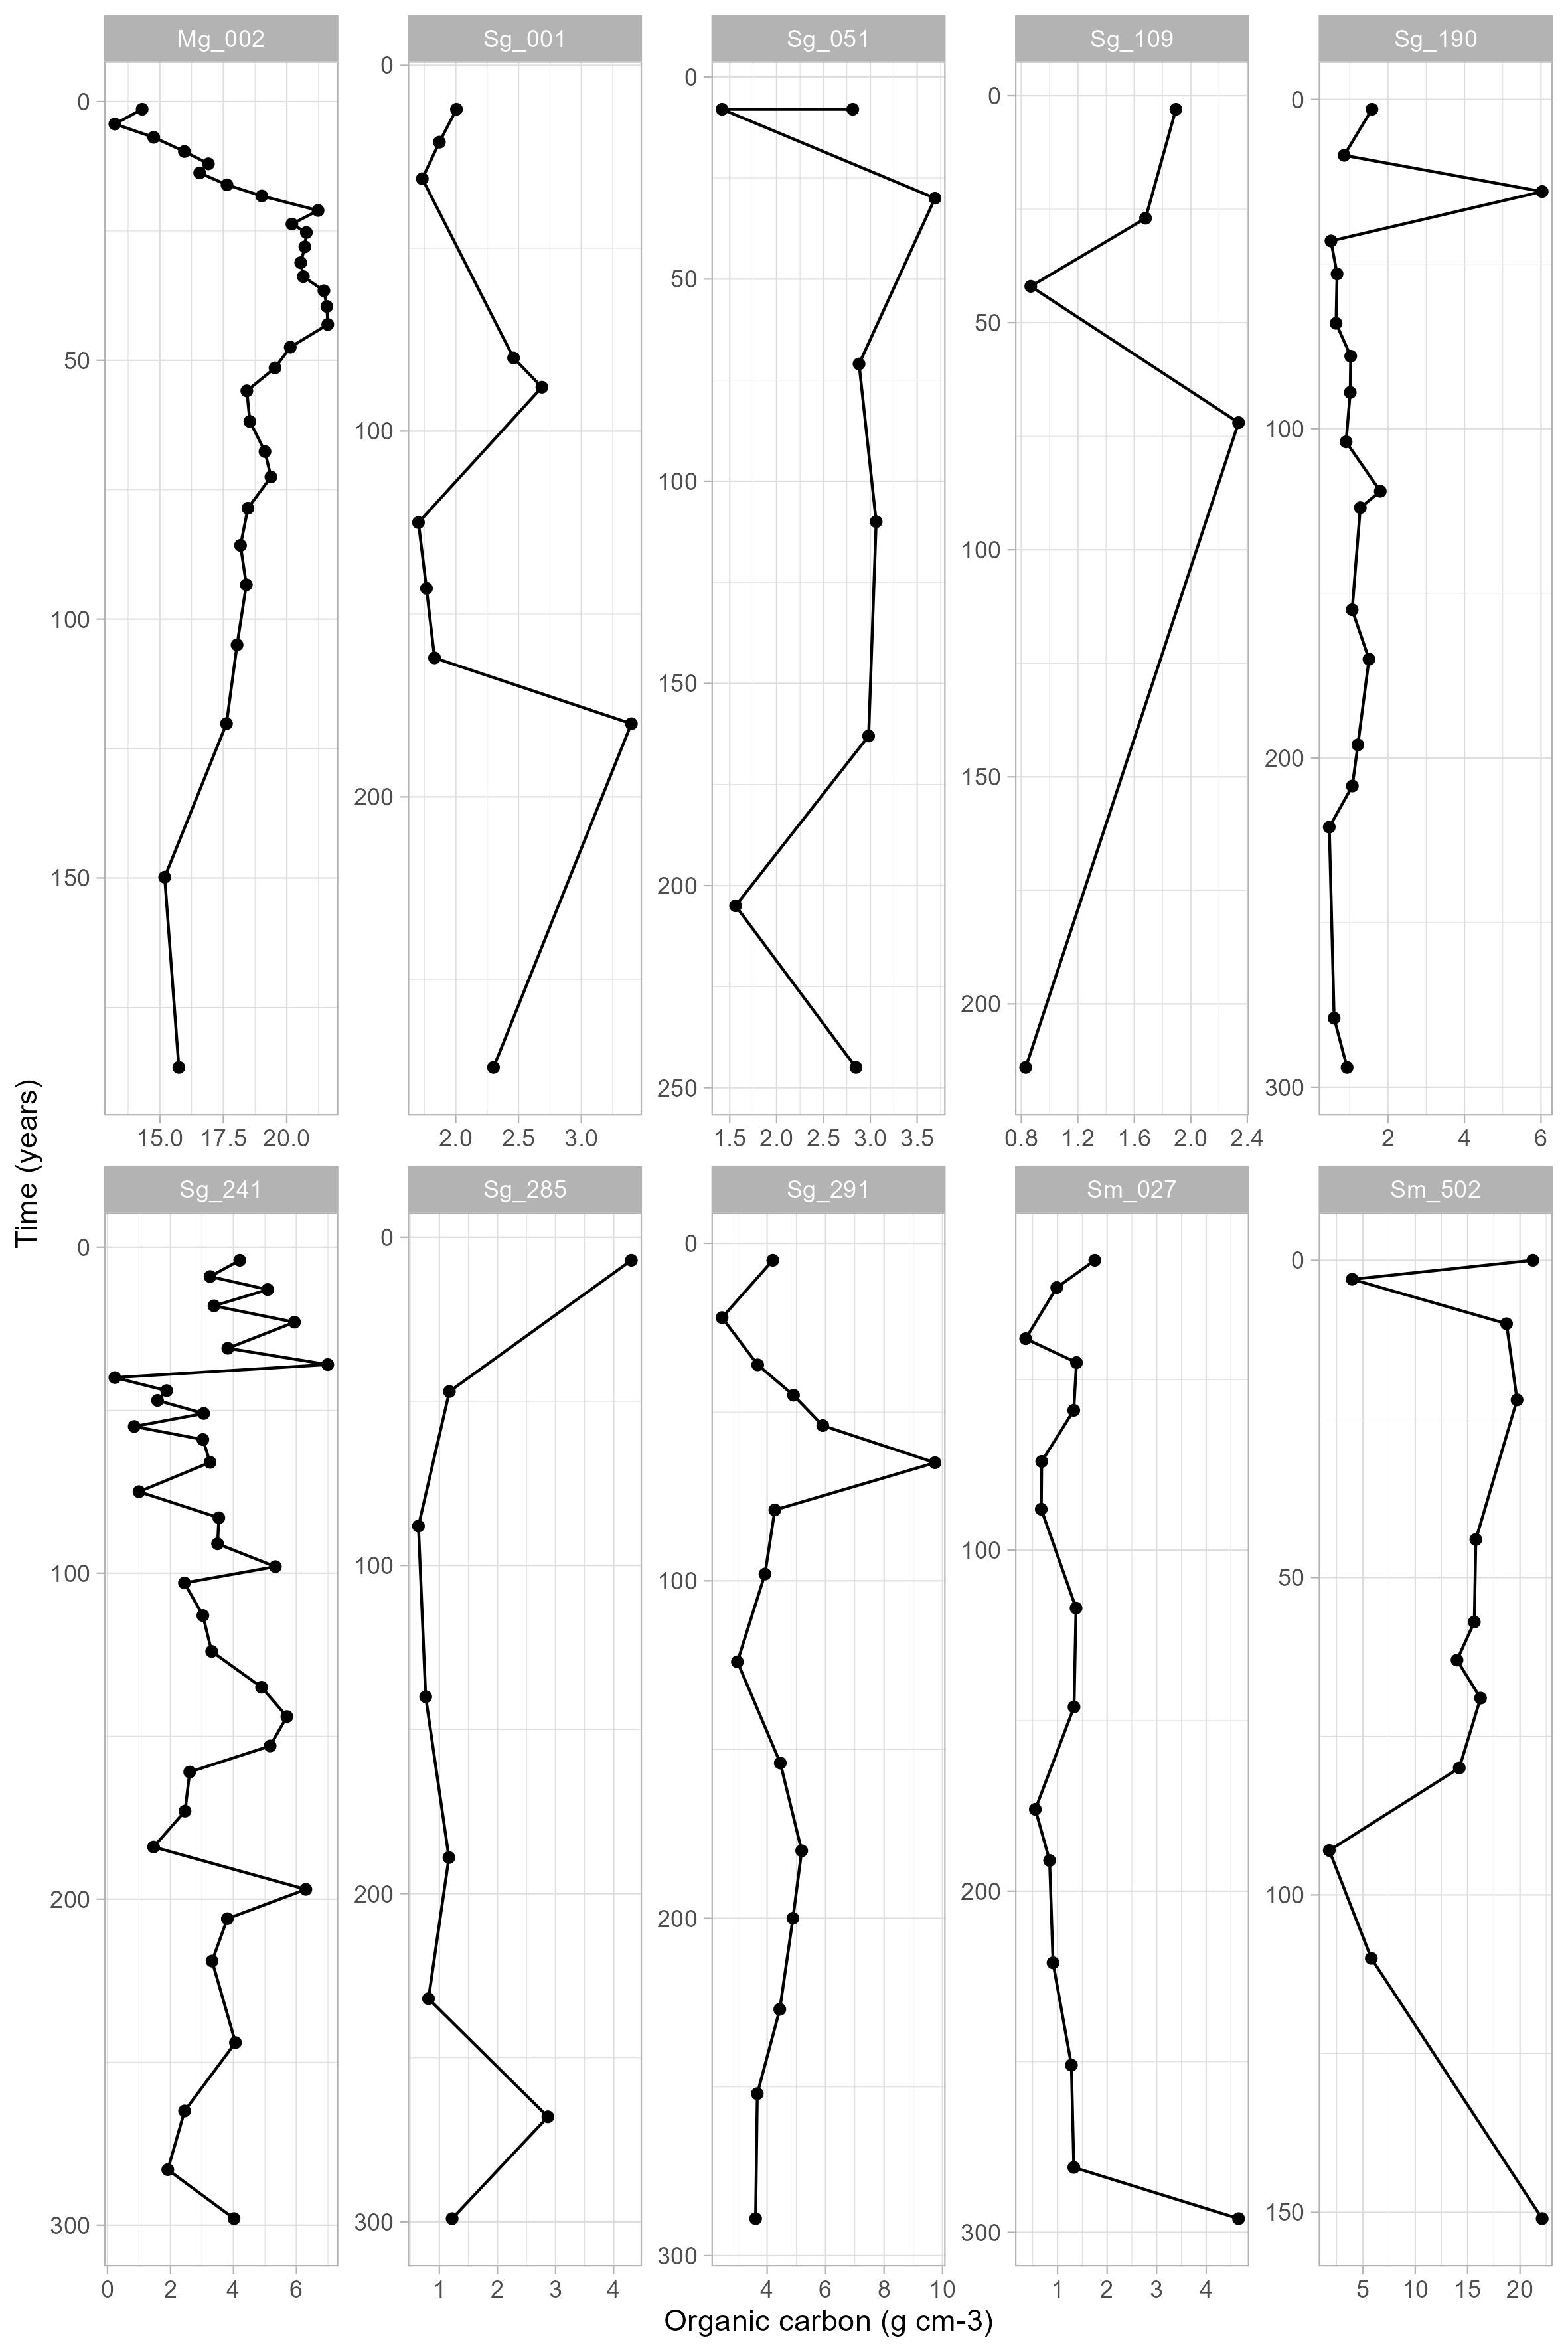 Mg_002 Sg_001 Sg_051 Sg_109 Sg_190
0 50 100 150
0 100 200
0 50 100 150 200 250
0 50 100 150 200
0 100 200 300
15.0 17.5 20.0
2.0 2.5 3.0
1.5 2.0 2.5 3.0 3.5
0.8 1.2 1.6 2.0 2.4
2 4 6
Time (years)
Sg_241 Sg_285 Sg_291 Sm_027 Sm_502
0 100 200 300
0 100 200 300
0 100 200 300
100 200 300
0 50 100 150
0 2 4 6
1 2 3 4
4 6 8 10
1 2 3 4
5 10 15 20
Organic carbon (g cm-3)